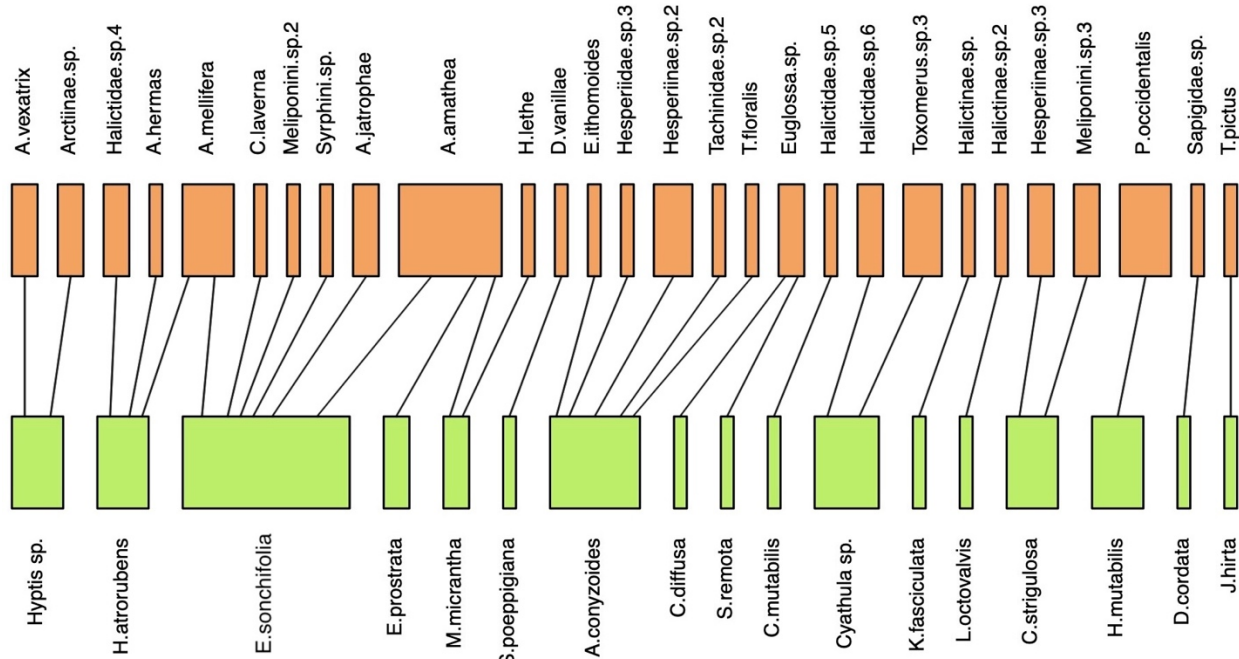 A.vexatrix
Arctiinae.sp.
Halictidae.sp.4
A.hermas
A.mellifera
C.laverna
Meliponini.sp.2
Syrphini.sp.
A.jatrophae
A.amathea
H.lethe
D.vanillae
E.ithomoides
Hesperiidae.sp.3
Hesperiinae.sp.2
Tachinidae.sp.2
T.floralis
Euglossa.sp.
Halictidae.sp.5
Halictidae.sp.6
Toxomerus.sp.3
Halictinae.sp.
Halictinae.sp.2
Hesperiinae.sp.3
Meliponini.sp.3
P.occidentalis
Sapigidae.sp.
T.pictus
Hyptis sp.
H.atrorubens
E.sonchifolia
E.prostrata
M.micrantha
S.poeppigiana
A.conyzoides
C.diffusa
S.remota
C.mutabilis
Cyathula sp.
K.fasciculata
L.octovalvis
C.strigulosa
H.mutabilis
D.cordata
J.hirta